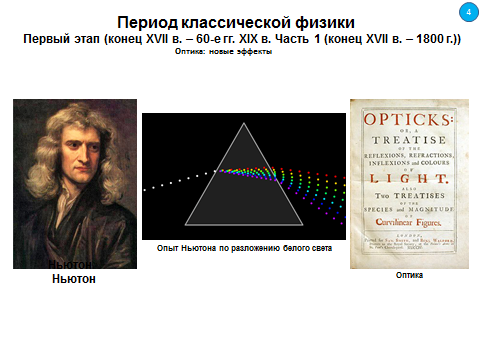 4
Период классической физики
Первый этап (конец XVII в. – 60-е гг. XIX в. Часть 1 (конец XVII в. – 1800 г.))
Оптика: новые эффекты
Ньютон
Ньютон
Опыт Ньютона по разложению белого света
OPTICKS:
OR, A
TREATISE
OF THE
REFLEXIONS, REFRACTIONS,
INFLEXIONS and COLOURS
OF
LIGHT.
ALSO
Two TREATISES
OF THE
SPECIES and MAGNITUDE
OF
Curvilinear Figures.
LONDON,
Оптика